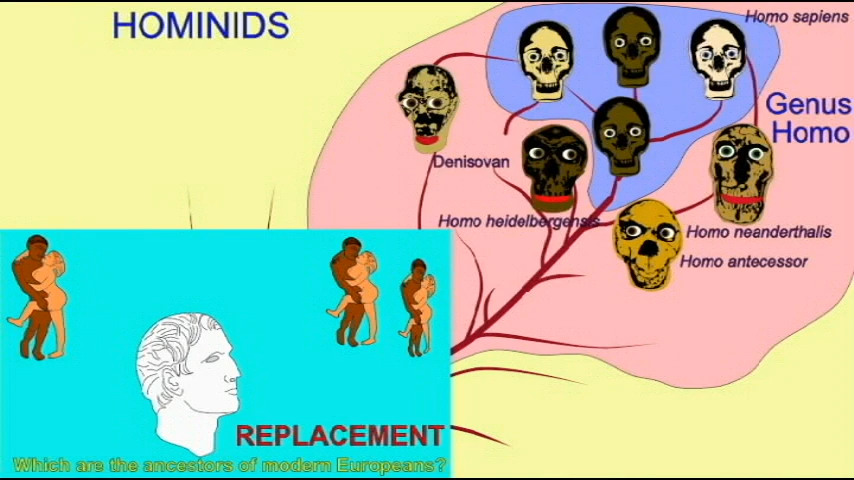 HOMINIDS
Homo sapiens
Genus
Homo
Denisovan
Homo heidelbergensis
Homo neanderthalis
Homo antecessor
REPLACEMENT
Which are the ancestors of modern Europeans?